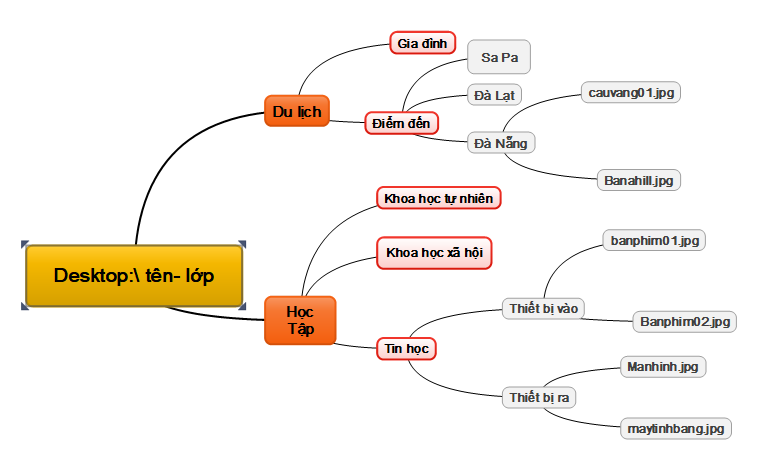 Gia đình
Sa Pa
Du lịch
Đà Lạt
cauvang01.jpg
Điểm đến
Đà Nẵng
Banahill.jpg
Khoa học tự nhiên
Khoa học xã hội
banphim01.jpg
Desktop:\ tên- lớp
Học
Tập
Thiết bị vào
Banphim02.jpg
Tin học
Manhinh.jpg
Thiết bị ra
maytinhbang.jpg